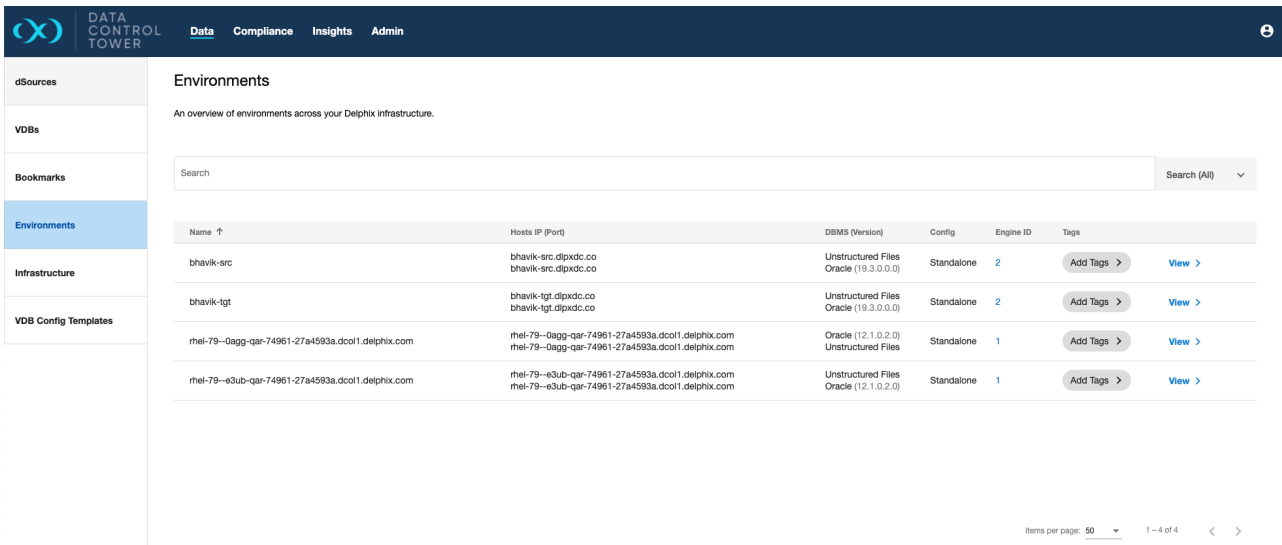 DATA
CONTROL
TOWER
Data Compliance Insights Admin
dSources
VDBs
Bookmarks
Environments
Infrastructure
VDB Config Templates
Environments
An overview of environments across your Delphix infrastructure.
Search Search (All)
Name Hosts IP (Port) DBMS (Version) Config Engine ID Tags
bhavik-src bhavik-src.dlpxdc.co Unstructured Files Standalone 2 Add Tags View
bhavik-src.dlpxdc.co Oracle (19.3.0.0.0)
bhavik-tgt bhavik-tgt.dlpxdc.co Unstructured Files Standalone 2 Add Tags View
bhavik-tgt.dlpxdc.co Oracle (19.3.0.0.0)
rhel-79--0agg-qar-74961-27a4593a.dcol1.delphix.com rhel-79--0agg-qar-74961-27a4593a.dcol1.delphix.com Oracle (12.1.0.2.0) Standalone 1 Add Tags View
rhel-79--0agg-qar-74961-27a4593a.dcol1.delphix.com Unstructured Files
rhel-79--e3ub-qar-74961-27a4593a.dcol1.delphix.com rhel-79--e3ub-qar-74961-27a4593a.dcol1.delphix.com Unstructured Files Standalone 1 Add Tags View
rhel-79--e3ub-qar-74961-27a4593a.dcol1.delphix.com Oracle (12.1.0.2.0)
Items per page: 50 1 – 4 of 4